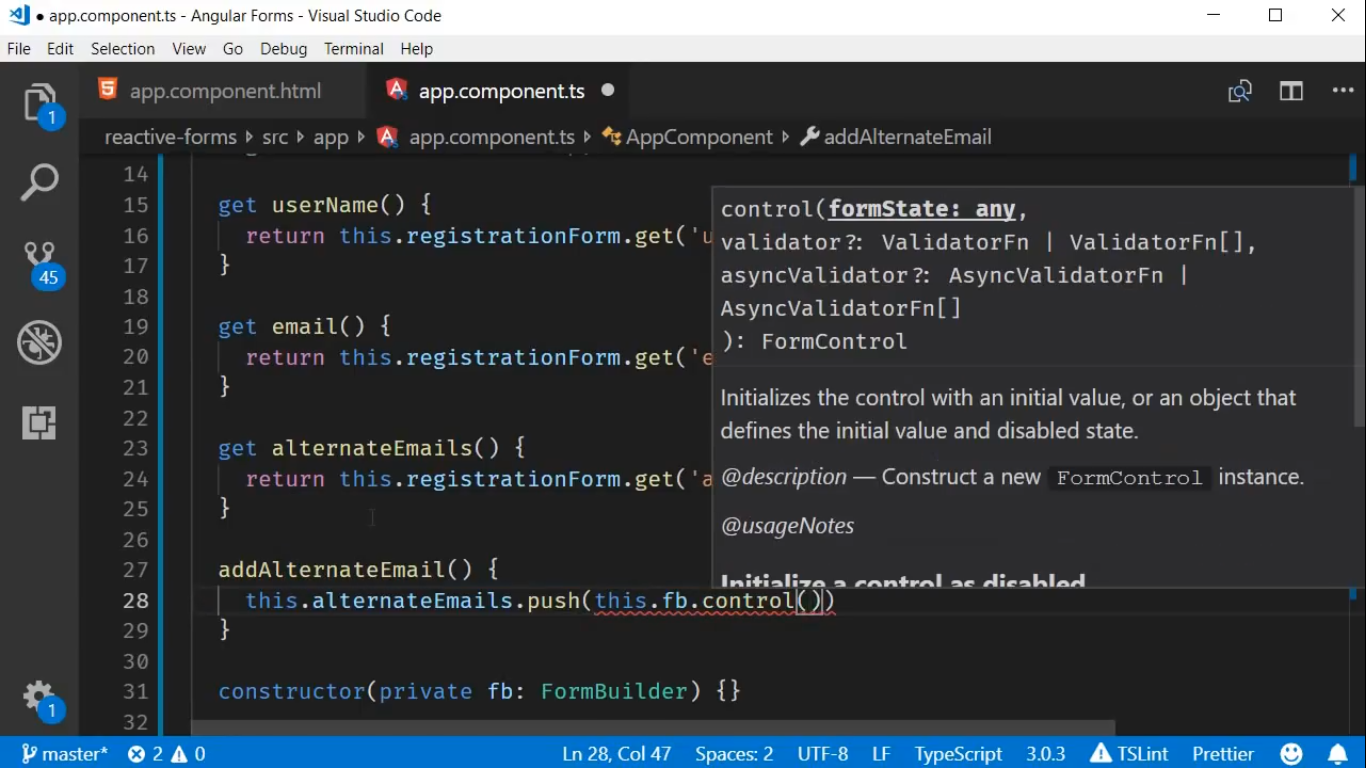 ● app.component.ts - Angular Forms - Visual Studio Code
File Edit Selection View Go Debug Terminal Help
app.component.html app.component.ts
reactive-forms src app app.component.ts AppComponent addAlternateEmail
1
45
1
14
15 get userName() {
16 return this.registrationForm.get('u
17 }
18
19 get email() {
20 return this.registrationForm.get('e
21 }
22
23 get alternateEmails() {
24 return this.registrationForm.get('a
25 }
26
27 addAlternateEmail() {
28 this.alternateEmails.push(this.fb.control())
29 }
30
31 constructor(private fb: FormBuilder) {}
32
control(formState: any,
validator?: ValidatorFn | ValidatorFn[],
asyncValidator?: AsyncValidatorFn |
AsyncValidatorFn[]
): FormControl
Initializes the control with an initial value, or an object that
defines the initial value and disabled state.
@description — Construct a new FormControl instance.
@usageNotes
Initialize a control as disabled
master* 2 0 Ln 28, Col 47 Spaces: 2 UTF-8 LF TypeScript 3.0.3 TSLint Prettier